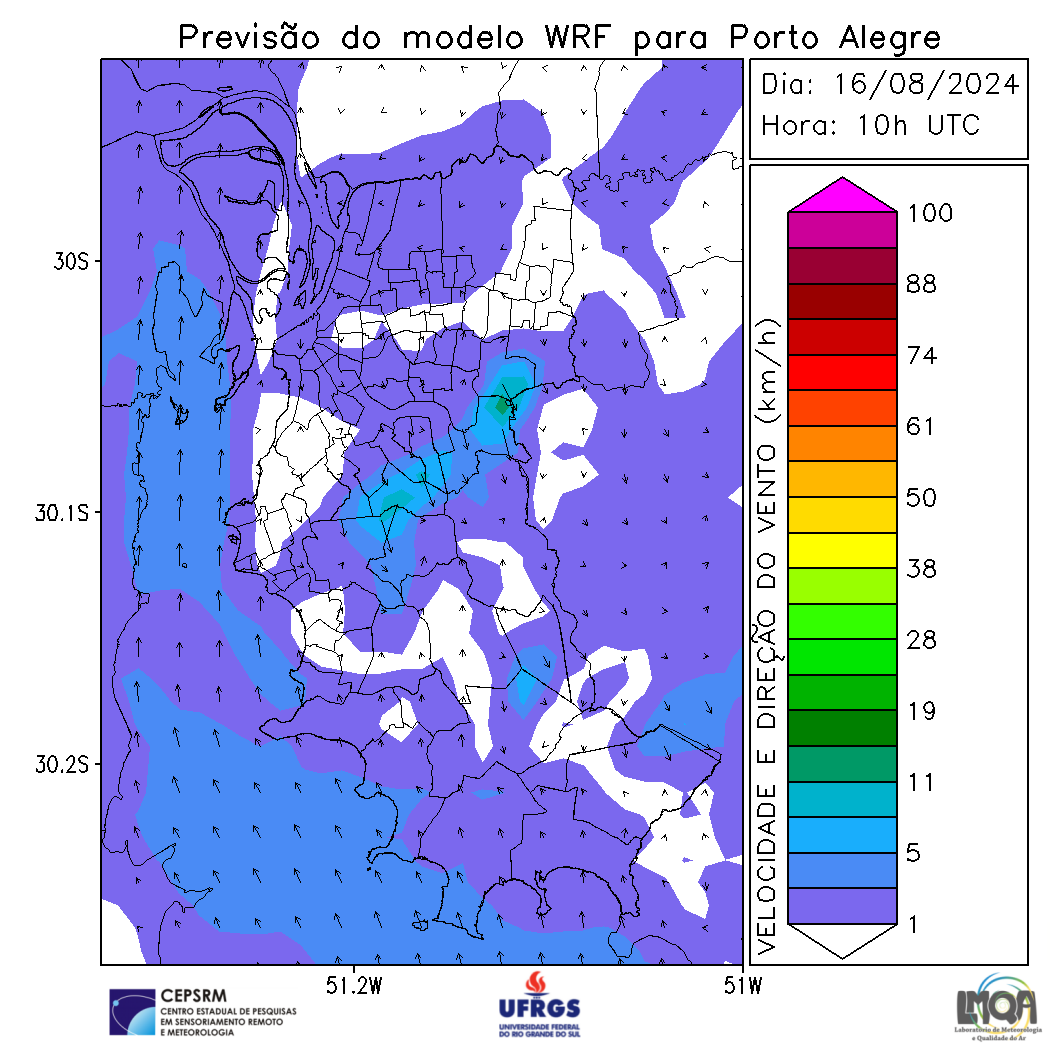 Previsão do modelo WRF para Porto Alegre
Dia: 16/08/2024
Hora: 10h UTC
30S
30.1S
30.2S
51.2W
51W
VELOCIDADE E DIREÇÃO DO VENTO (km/h)
100
88
74
61
50
38
28
19
11
5
1
CEPSRM
CENTRO ESTADUAL DE PESQUISAS
EM SENSORIAMENTO REMOTO
E METEOROLOGIA
UFRGS
UNIVERSIDADE FEDERAL
DO RIO GRANDE DO SUL
LMQA
Laboratório de Meteorologia
e Qualidade do Ar